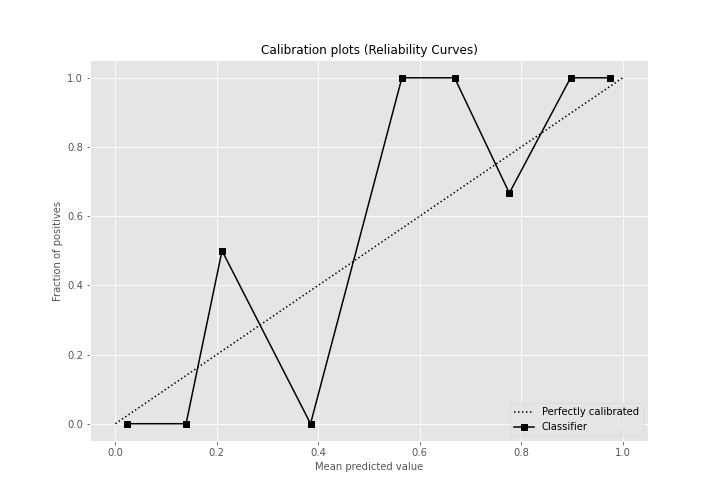 Calibration plots (Reliability Curves)
Fraction of positives
1.0
0.8
0.6
0.4
0.2
0.0
0.0 0.2 0.4 0.6 0.8 1.0
Mean predicted value
Perfectly calibrated
Classifier